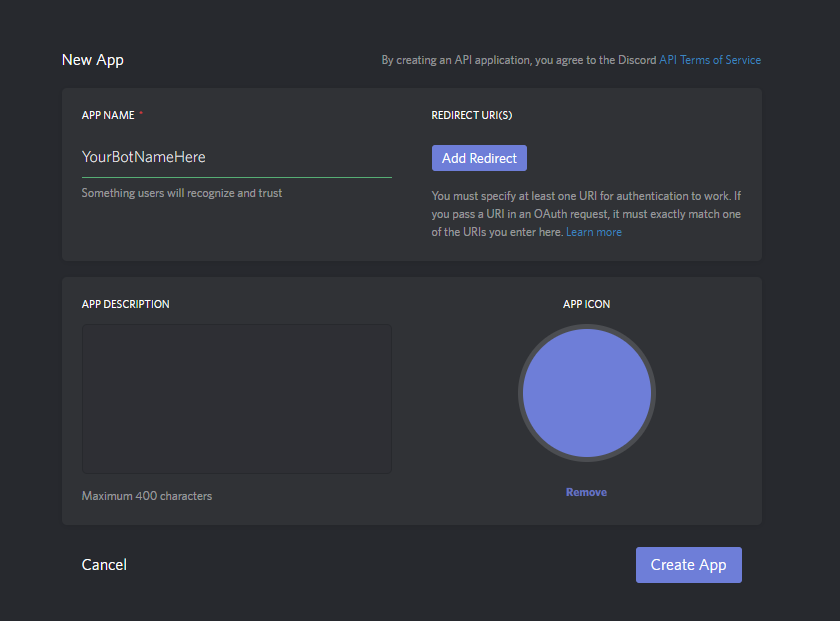 New App
By creating an API application, you agree to the Discord API Terms of Service
APP NAME *
YourBotNameHere
Something users will recognize and trust
REDIRECT URI(S)
Add Redirect
You must specify at least one URI for authentication to work. If
you pass a URI in an OAuth request, it must exactly match one
of the URIs you enter here. Learn more
APP DESCRIPTION
Maximum 400 characters
APP ICON
Remove
Cancel
Create App